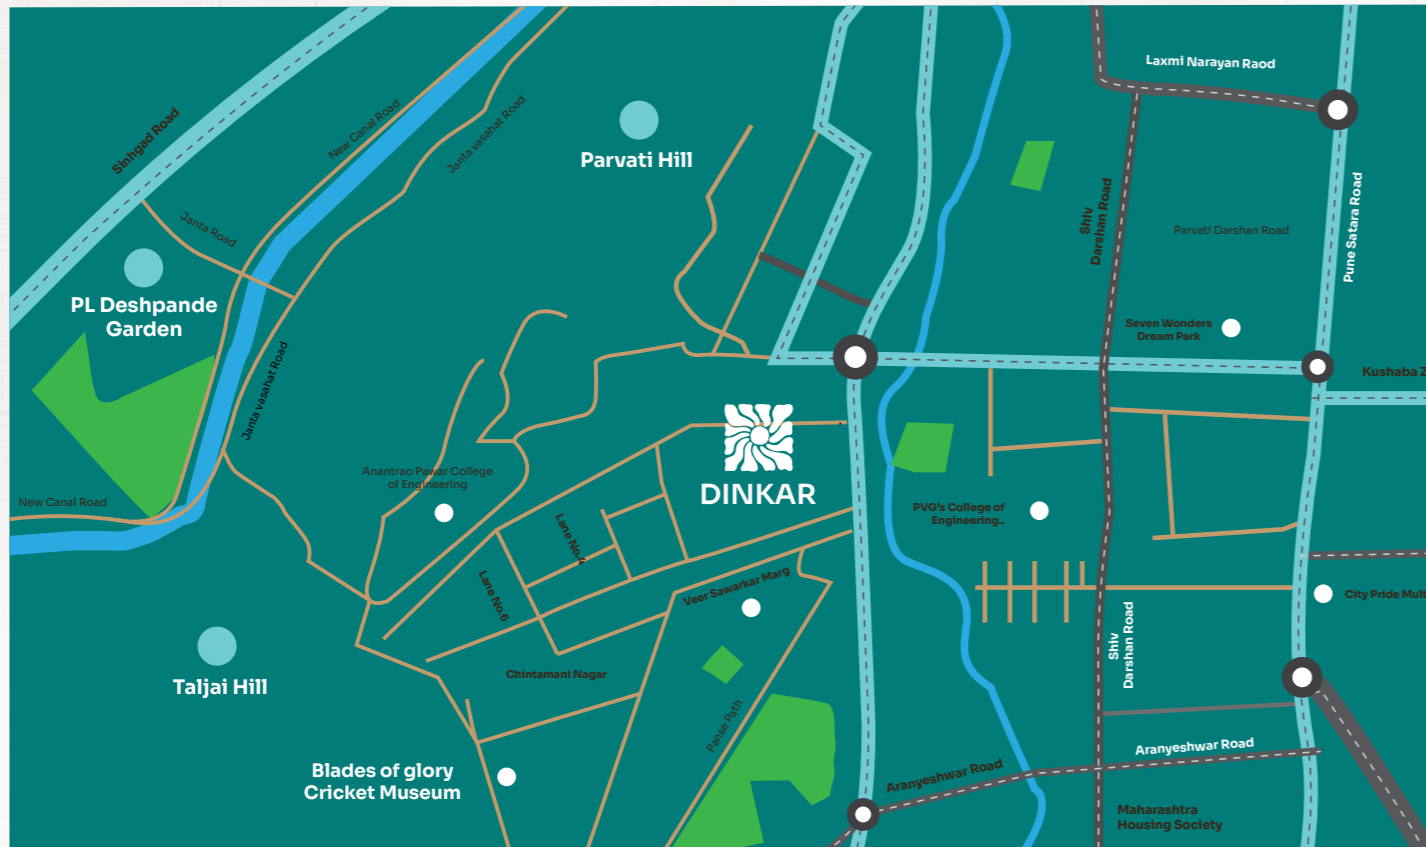 Laxmi Narayan Raod
Sinhgad Road
New Canal Road
Janta vasahat Road
Parvati Hill
Shiv
Darshan Road
Pune Satara Road
Janta Road
Parvati Darshan Road
PL Deshpande
Garden
Seven Wonders
Dream Park
Janta vasahat Road
Kushaba Z
Anantrao Pawar College
of Engineering
DINKAR
New Canal Road
PVG's College of
Engineering..
Lane No.4
Lane No.6
Veer Sawarkar Marg
City Pride Mult
Shiv
Darshan Road
Taljai Hill
Chintamani Nagar
Panse Path
Aranyeshwar Road
Aranyeshwar Road
Blades of glory
Cricket Museum
Maharashtra
Housing Society